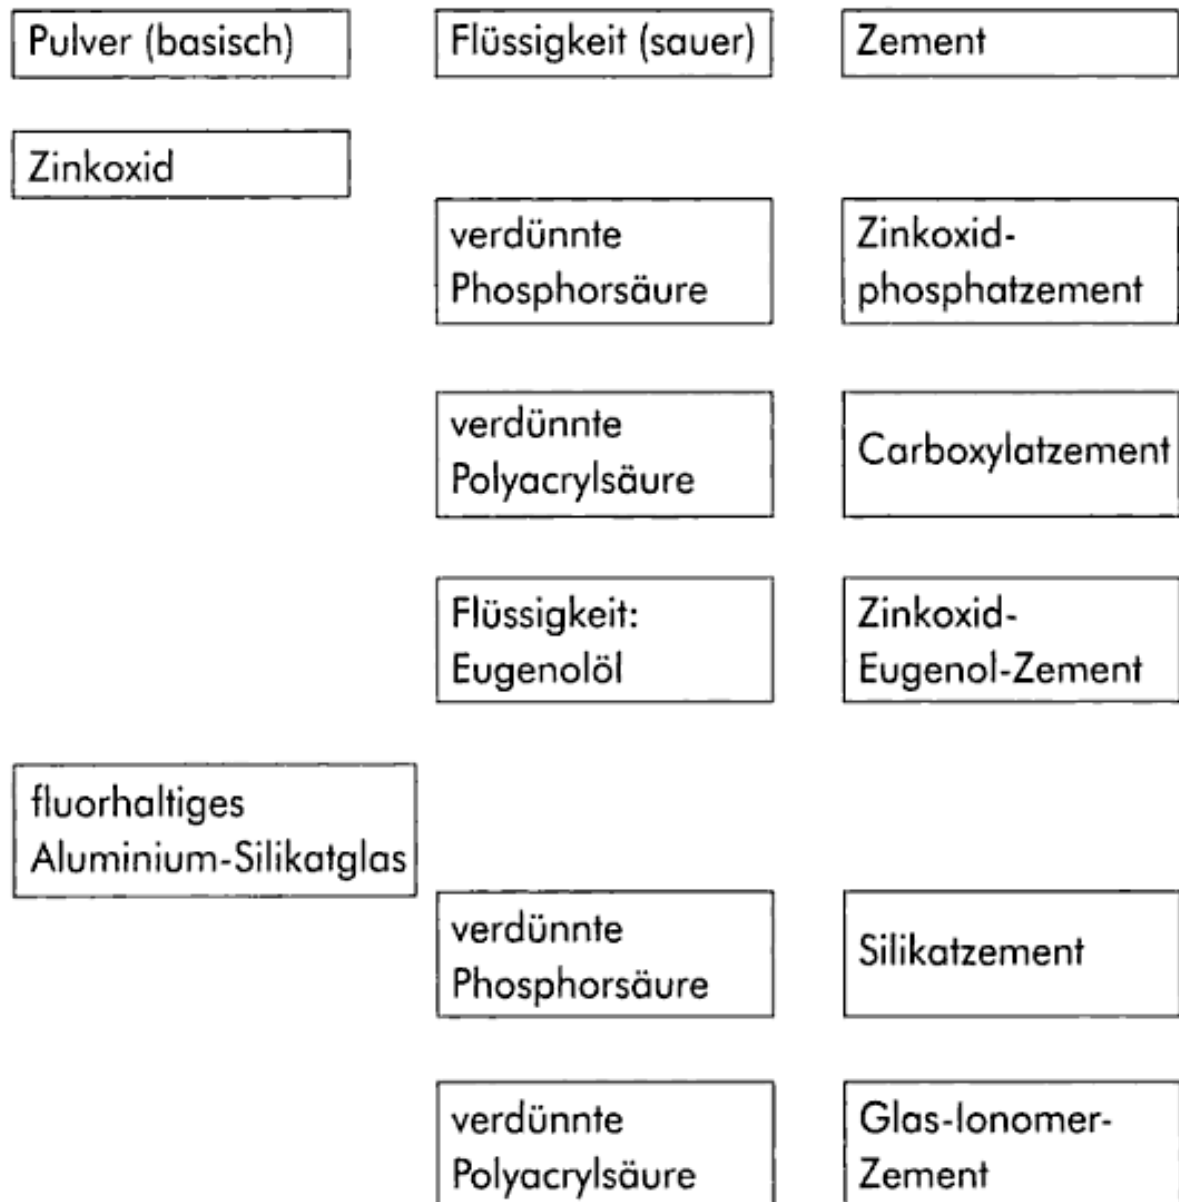 Pulver (basisch)
Flüssigkeit (sauer)
Zement
Zinkoxid
verdünnte
Phosphorsäure
Zinkoxid-
phosphatzement
verdünnte
Polyacrylsäure
Carboxylatzement
Flüssigkeit:
Eugenolöl
Zinkoxid-
Eugenol-Zement
fluorhaltiges
Aluminium-Silikatglas
verdünnte
Phosphorsäure
Silikatzement
verdünnte
Polyacrylsäure
Glas-Ionomer-
Zement